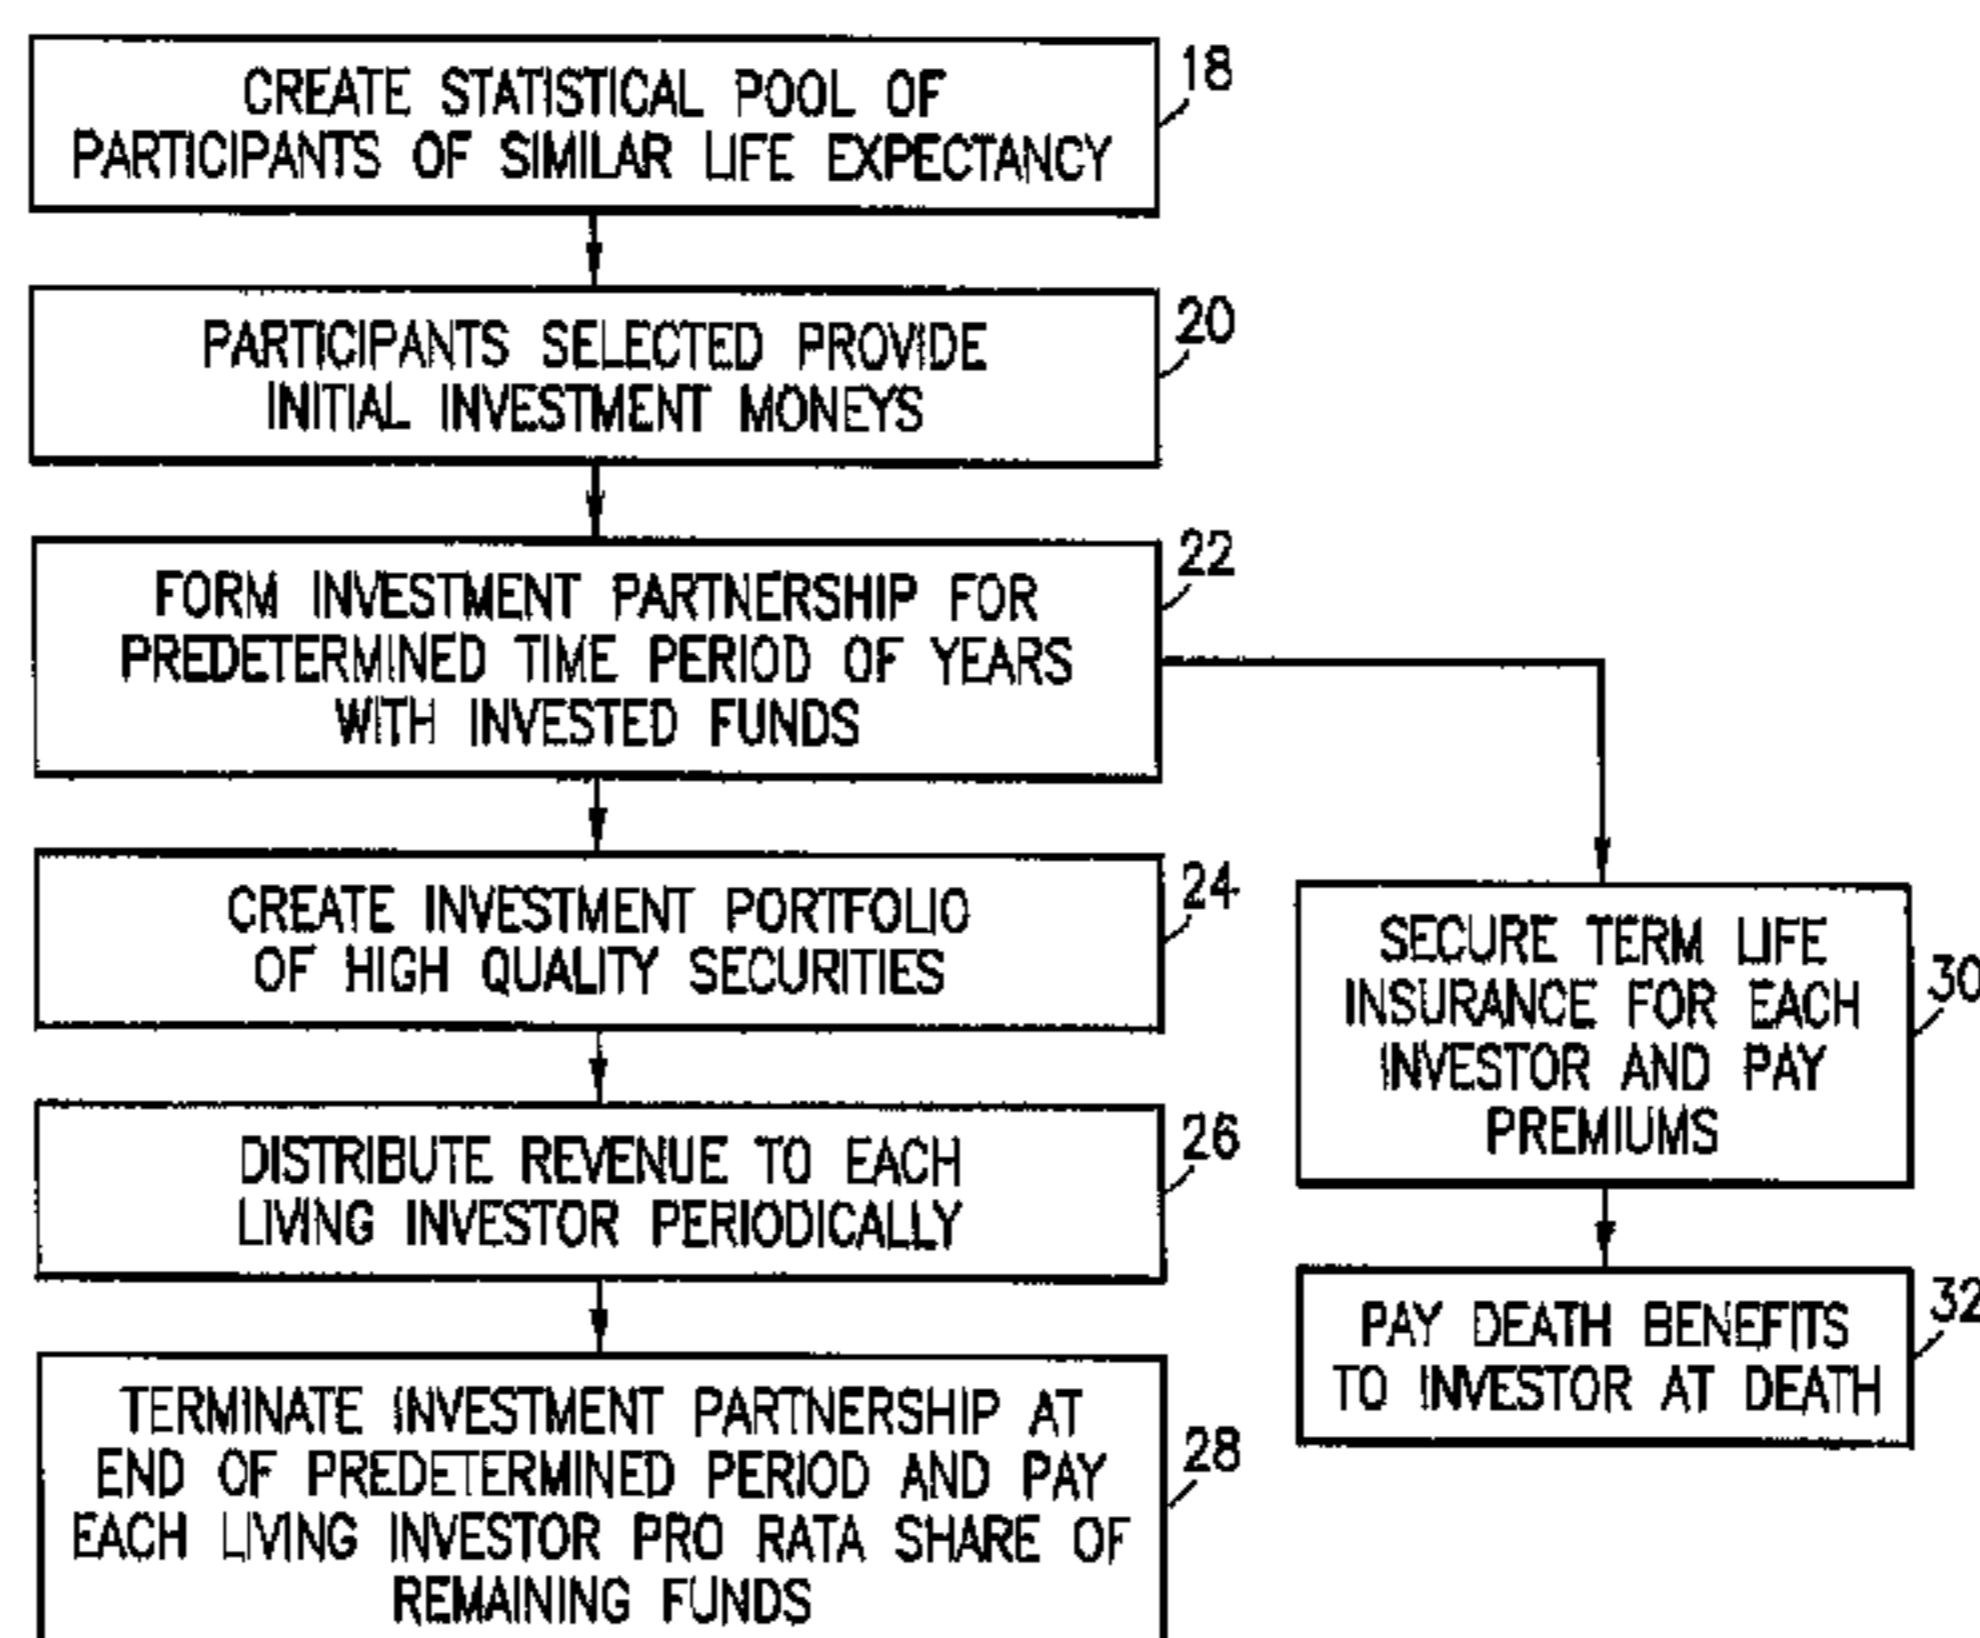 CREATE STATISTICAL POOL OF
PARTICIPANTS OF SIMILAR LIFE EXPECTANCY
18
PARTICIPANTS SELECTED PROVIDE
INITIAL INVESTMENT MONEYS
20
FORM INVESTMENT PARTNERSHIP FOR
PREDETERMINED TIME PERIOD OF YEARS
WITH INVESTED FUNDS
22
CREATE INVESTMENT PORTFOLIO
OF HIGH QUALITY SECURITIES
24
DISTRIBUTE REVENUE TO EACH
LIVING INVESTOR PERIODICALLY
26
TERMINATE INVESTMENT PARTNERSHIP AT
END OF PREDETERMINED PERIOD AND PAY
EACH LIVING INVESTOR PRO RATA SHARE OF
REMAINING FUNDS
28
SECURE TERM LIFE
INSURANCE FOR EACH
INVESTOR AND PAY
PREMIUMS
30
PAY DEATH BENEFITS
TO INVESTOR AT DEATH
32